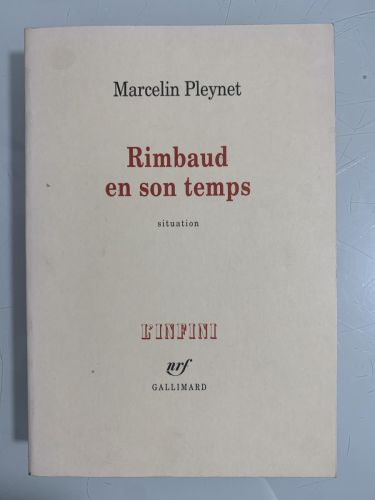 Marcelin Pleynet
Rimbaud
en son temps
situation
L'INFINI
nrf
GALLIMARD